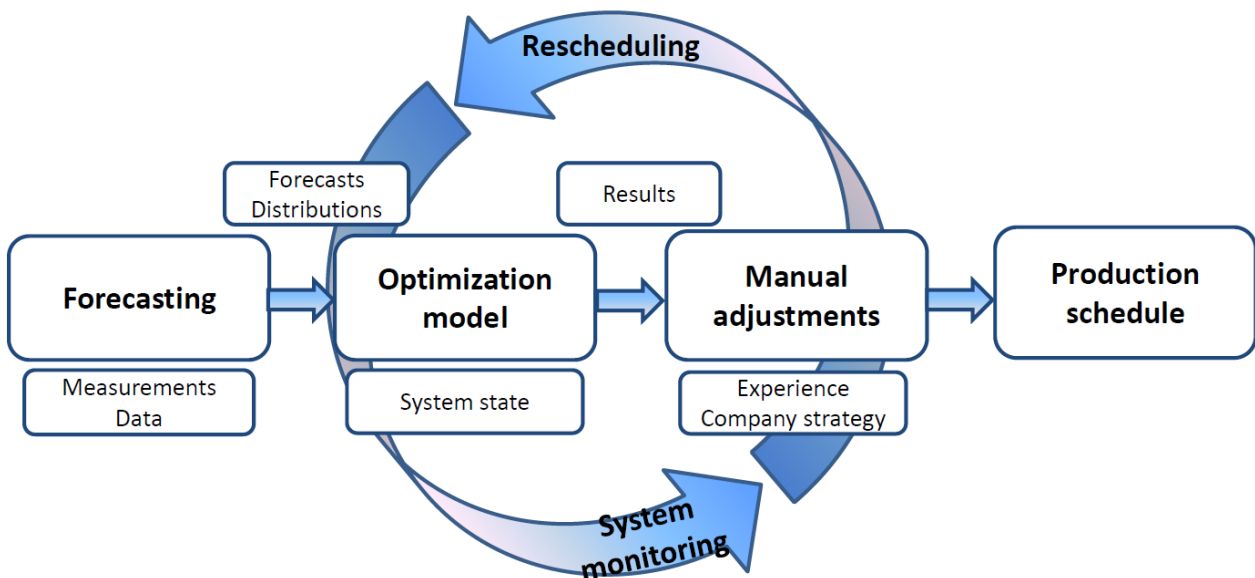 Rescheduling
Forecasts
Distributions
Results
Forecasting
Optimization
model
Manual
adjustments
Production
schedule
Measurements
Data
System state
Experience
Company strategy
System
monitoring